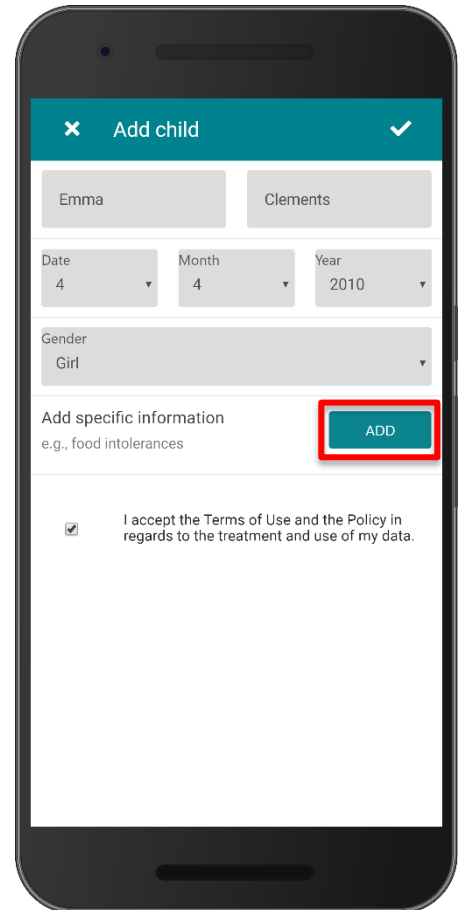 Add child
Emma Clements
Date Month Year
4 4 2010
Gender
Girl
Add specific information
e.g., food intolerances
ADD
I accept the Terms of Use and the Policy in
regards to the treatment and use of my data.